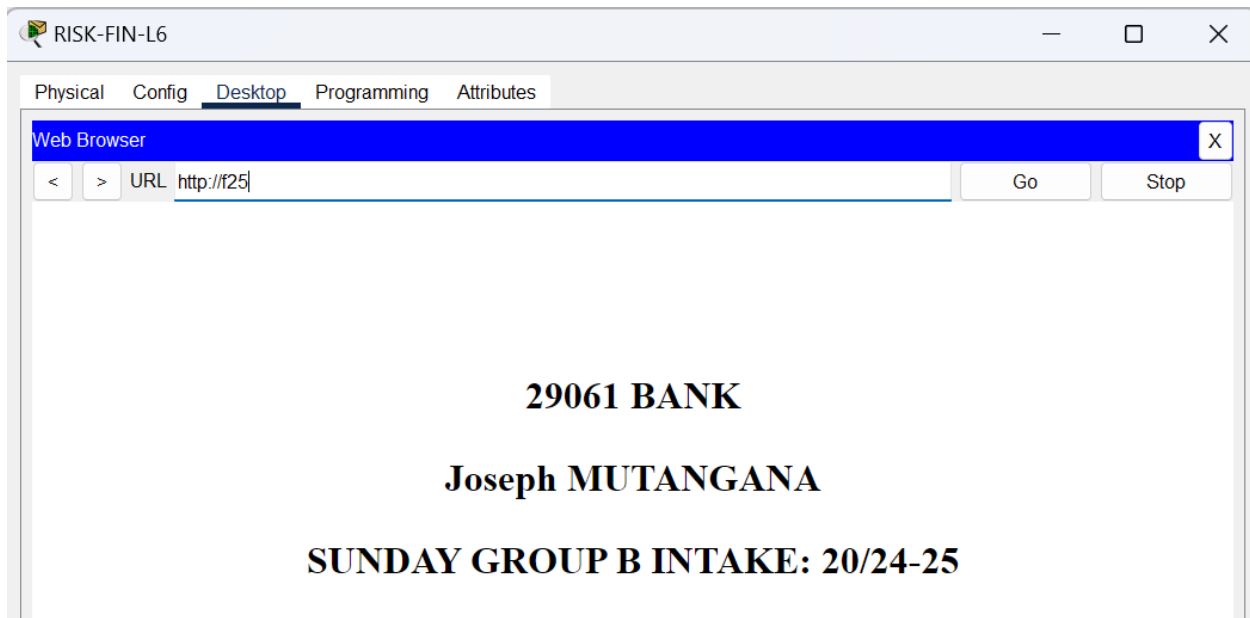 RISK-FIN-L6
Physical Config Desktop Programming Attributes
Web Browser X
< > URL http://f25 Go Stop
29061 BANK
Joseph MUTANGANA
SUNDAY GROUP B INTAKE: 20/24-25